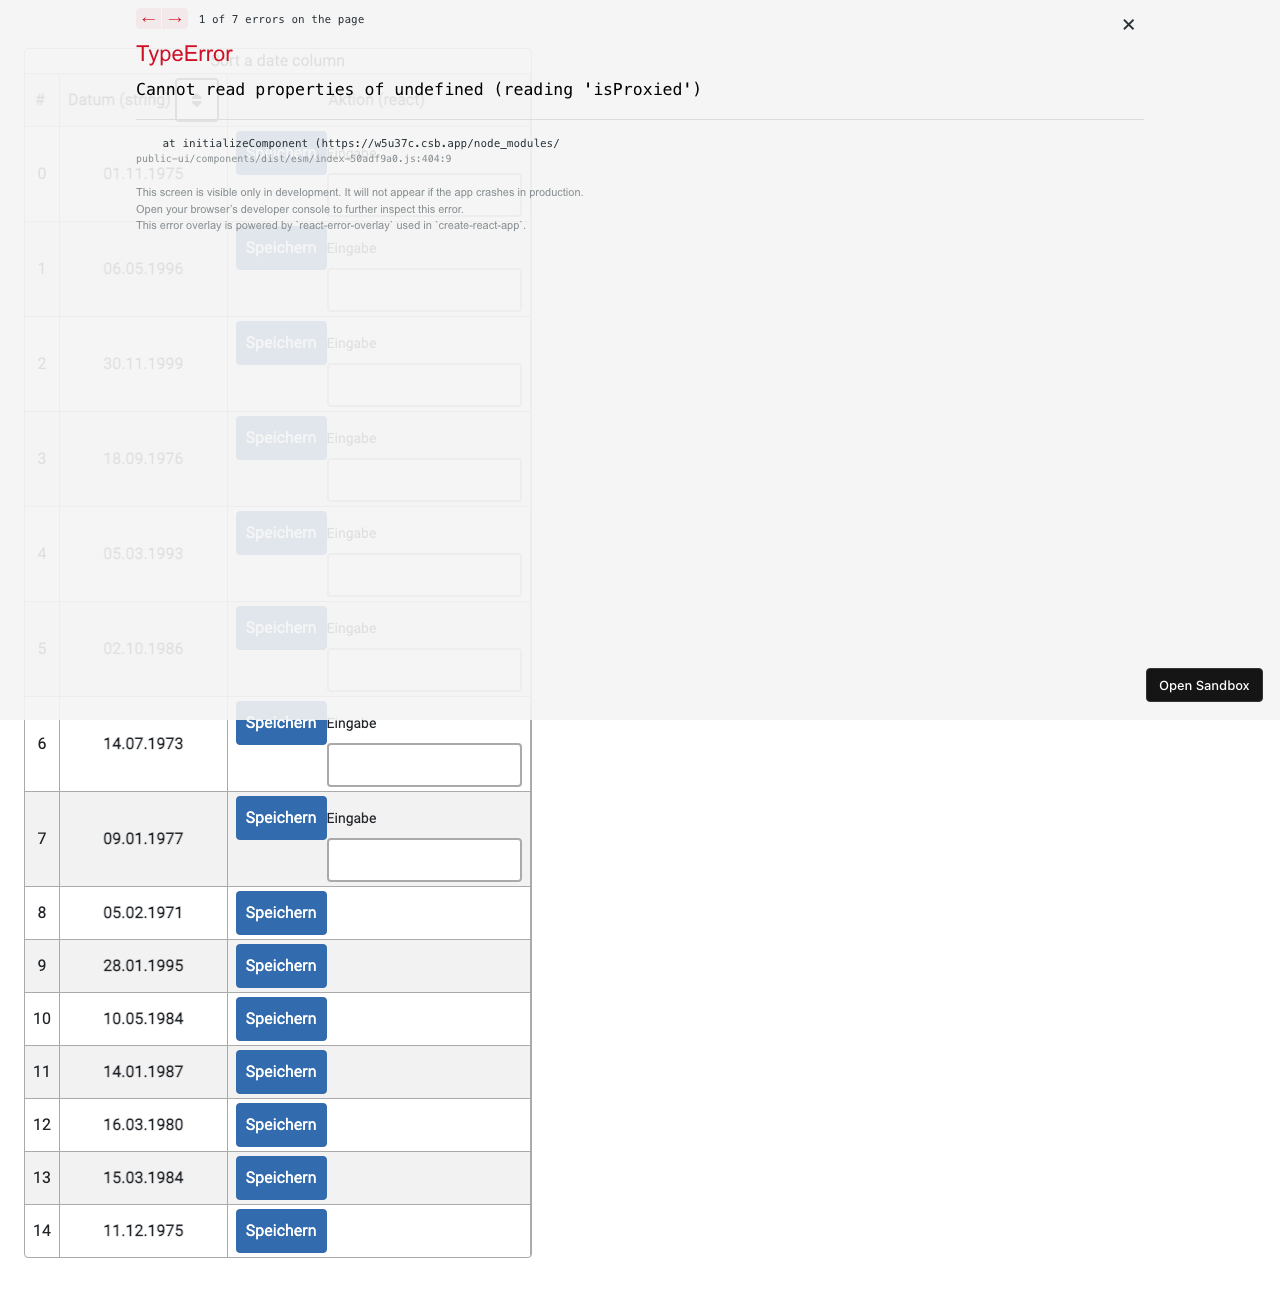 ← → 1 of 7 errors on the page
×
TypeError
Sort a date column
Cannot read properties of undefined (reading 'isProxied')
# Datum (string) Aktion (react)
at initializeComponent (https://w5u37c.csb.app/node_modules/
public-ui/components/dist/esm/index-50adf9a0.js:404:9
0 01.11.1975 Speichern Eingabe
This screen is visible only in development. It will not appear if the app crashes in production.
Open your browser’s developer console to further inspect this error.
This error overlay is powered by `react-error-overlay` used in `create-react-app`.
1 06.05.1996 Speichern Eingabe
2 30.11.1999 Speichern Eingabe
3 18.09.1976 Speichern Eingabe
4 05.03.1993 Speichern Eingabe
5 02.10.1986 Speichern Eingabe
Open Sandbox
6 14.07.1973 Speichern Eingabe
7 09.01.1977 Speichern Eingabe
8 05.02.1971 Speichern
9 28.01.1995 Speichern
10 10.05.1984 Speichern
11 14.01.1987 Speichern
12 16.03.1980 Speichern
13 15.03.1984 Speichern
14 11.12.1975 Speichern